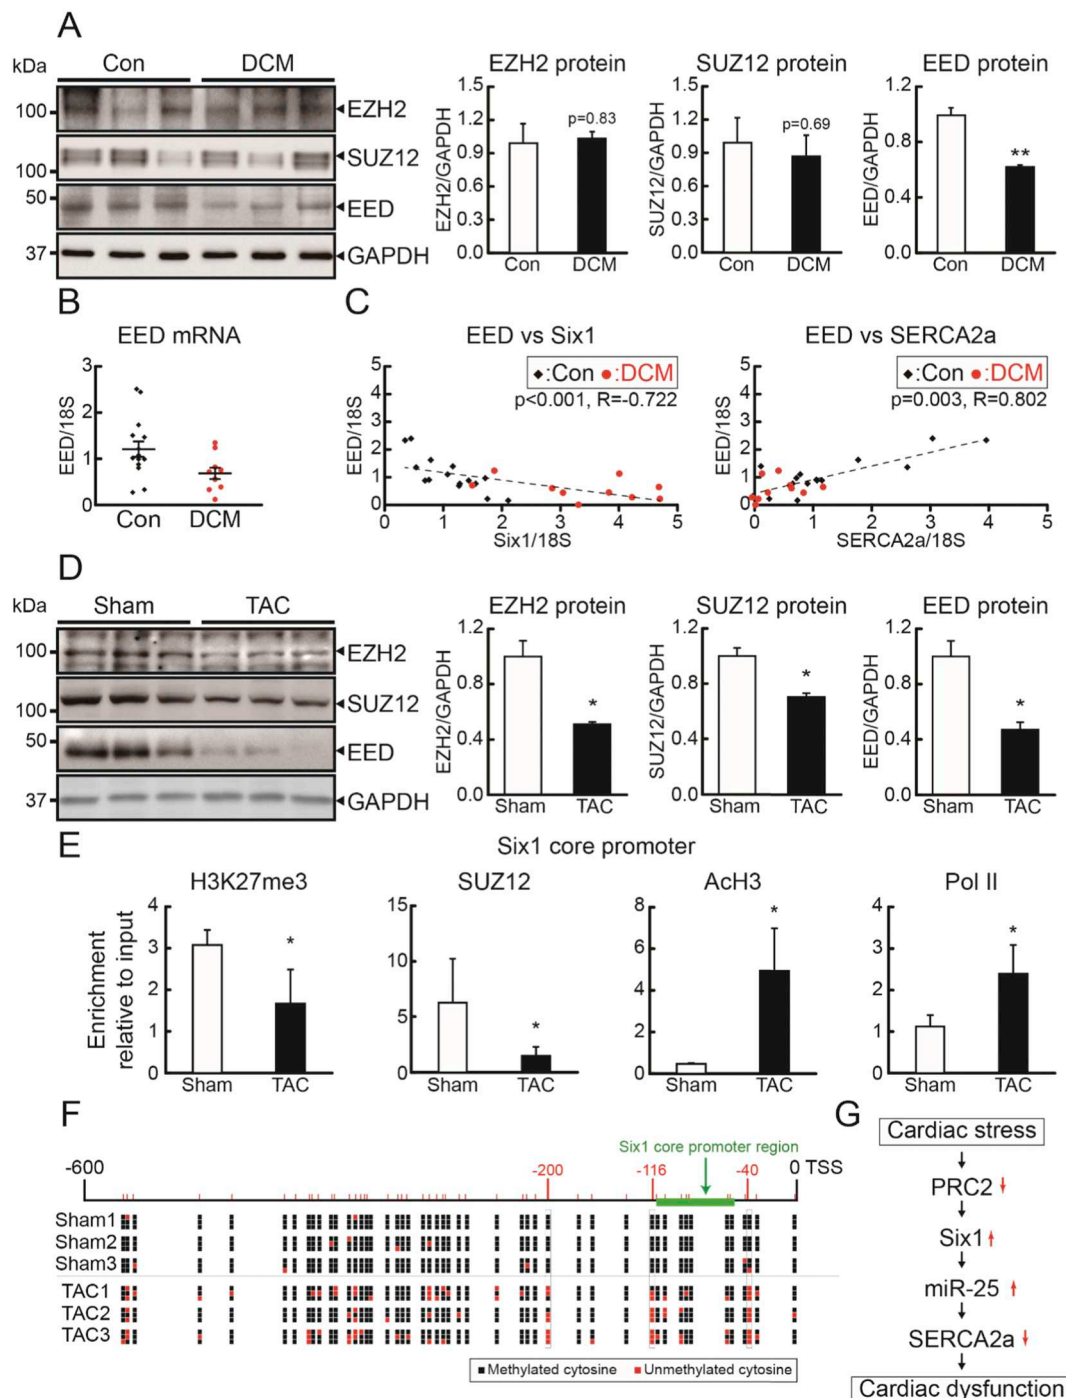 A
kDa
Con DCM
100
EZH2
SUZ12
100
50
EED
37
GAPDH
EZH2 protein
EZH2/GAPDH
1.5
1.2
0.9
0.6
0.3
0.0
p=0.83
Con DCM
SUZ12 protein
SUZ12/GAPDH
1.5
1.2
0.9
0.6
0.3
0.0
p=0.69
Con DCM
EED protein
EED/GAPDH
1.2
0.8
0.4
0.0
**
Con DCM
B
EED mRNA
EED/18S
3
2
1
0
Con DCM
C
EED vs Six1
EED/18S
5
4
3
2
1
0
:Con :DCM
p<0.001, R=-0.722
0 1 2 3 4 5
Six1/18S
EED vs SERCA2a
EED/18S
5
4
3
2
1
0
:Con :DCM
p=0.003, R=0.802
0 1 2 3 4 5
SERCA2a/18S
D
kDa
Sham TAC
100
EZH2
SUZ12
100
50
EED
37
GAPDH
EZH2 protein
EZH2/GAPDH
1.2
0.8
0.4
0.0
*
Sham TAC
SUZ12 protein
SUZ12/GAPDH
1.2
0.8
0.4
0.0
*
Sham TAC
EED protein
EED/GAPDH
1.2
0.8
0.4
0.0
*
Sham TAC
E
Six1 core promoter
Enrichment
relative to input
H3K27me3
4
3
2
1
0
*
Sham TAC
SUZ12
15
10
5
0
*
Sham TAC
AcH3
8
6
4
2
0
*
Sham TAC
Pol II
4
3
2
1
0
*
Sham TAC
F
Six1 core promoter region
-600 -200 -116 -40 0 TSS
Sham1
Sham2
Sham3
TAC1
TAC2
TAC3
Methylated cytosine Unmethylated cytosine
G
Cardiac stress
PRC2
Six1
miR-25
SERCA2a
Cardiac dysfunction